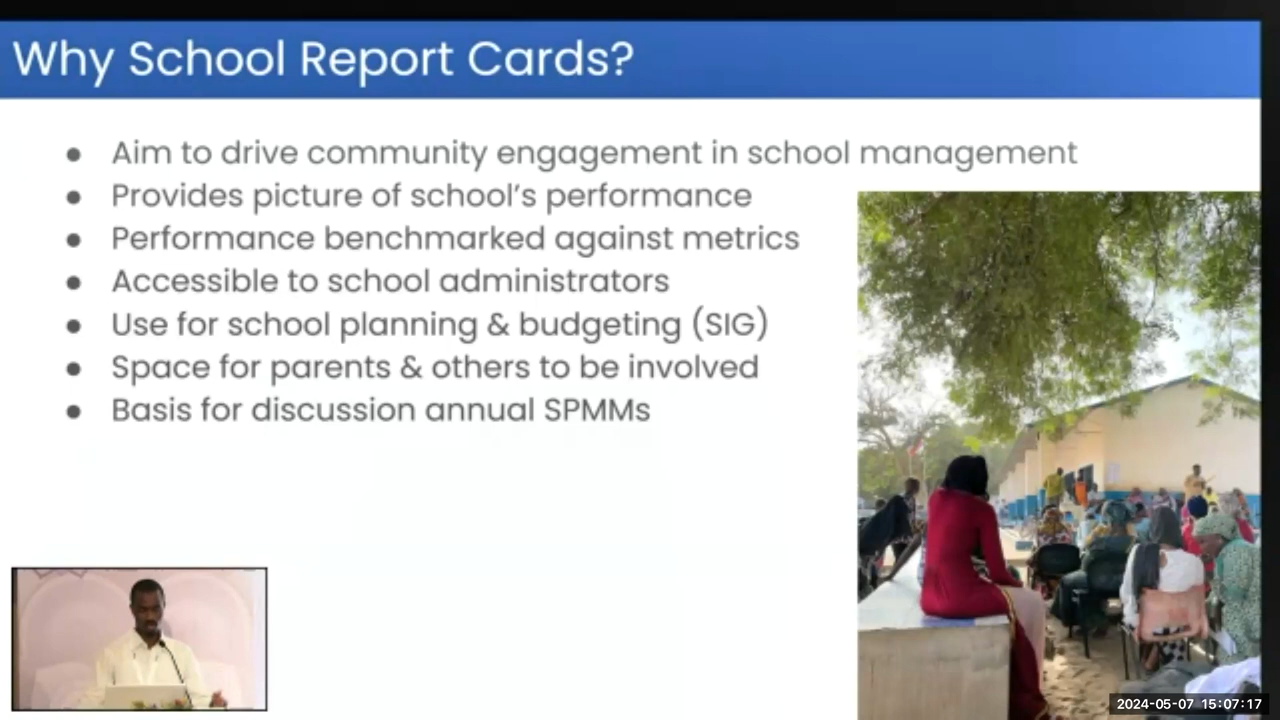 Why School Report Cards?
● Aim to drive community engagement in school management
● Provides picture of school's performance
● Performance benchmarked against metrics
● Accessible to school administrators
● Use for school planning & budgeting (SIG)
● Space for parents & others to be involved
● Basis for discussion annual SPMMs
2024-05-07 15:07:17